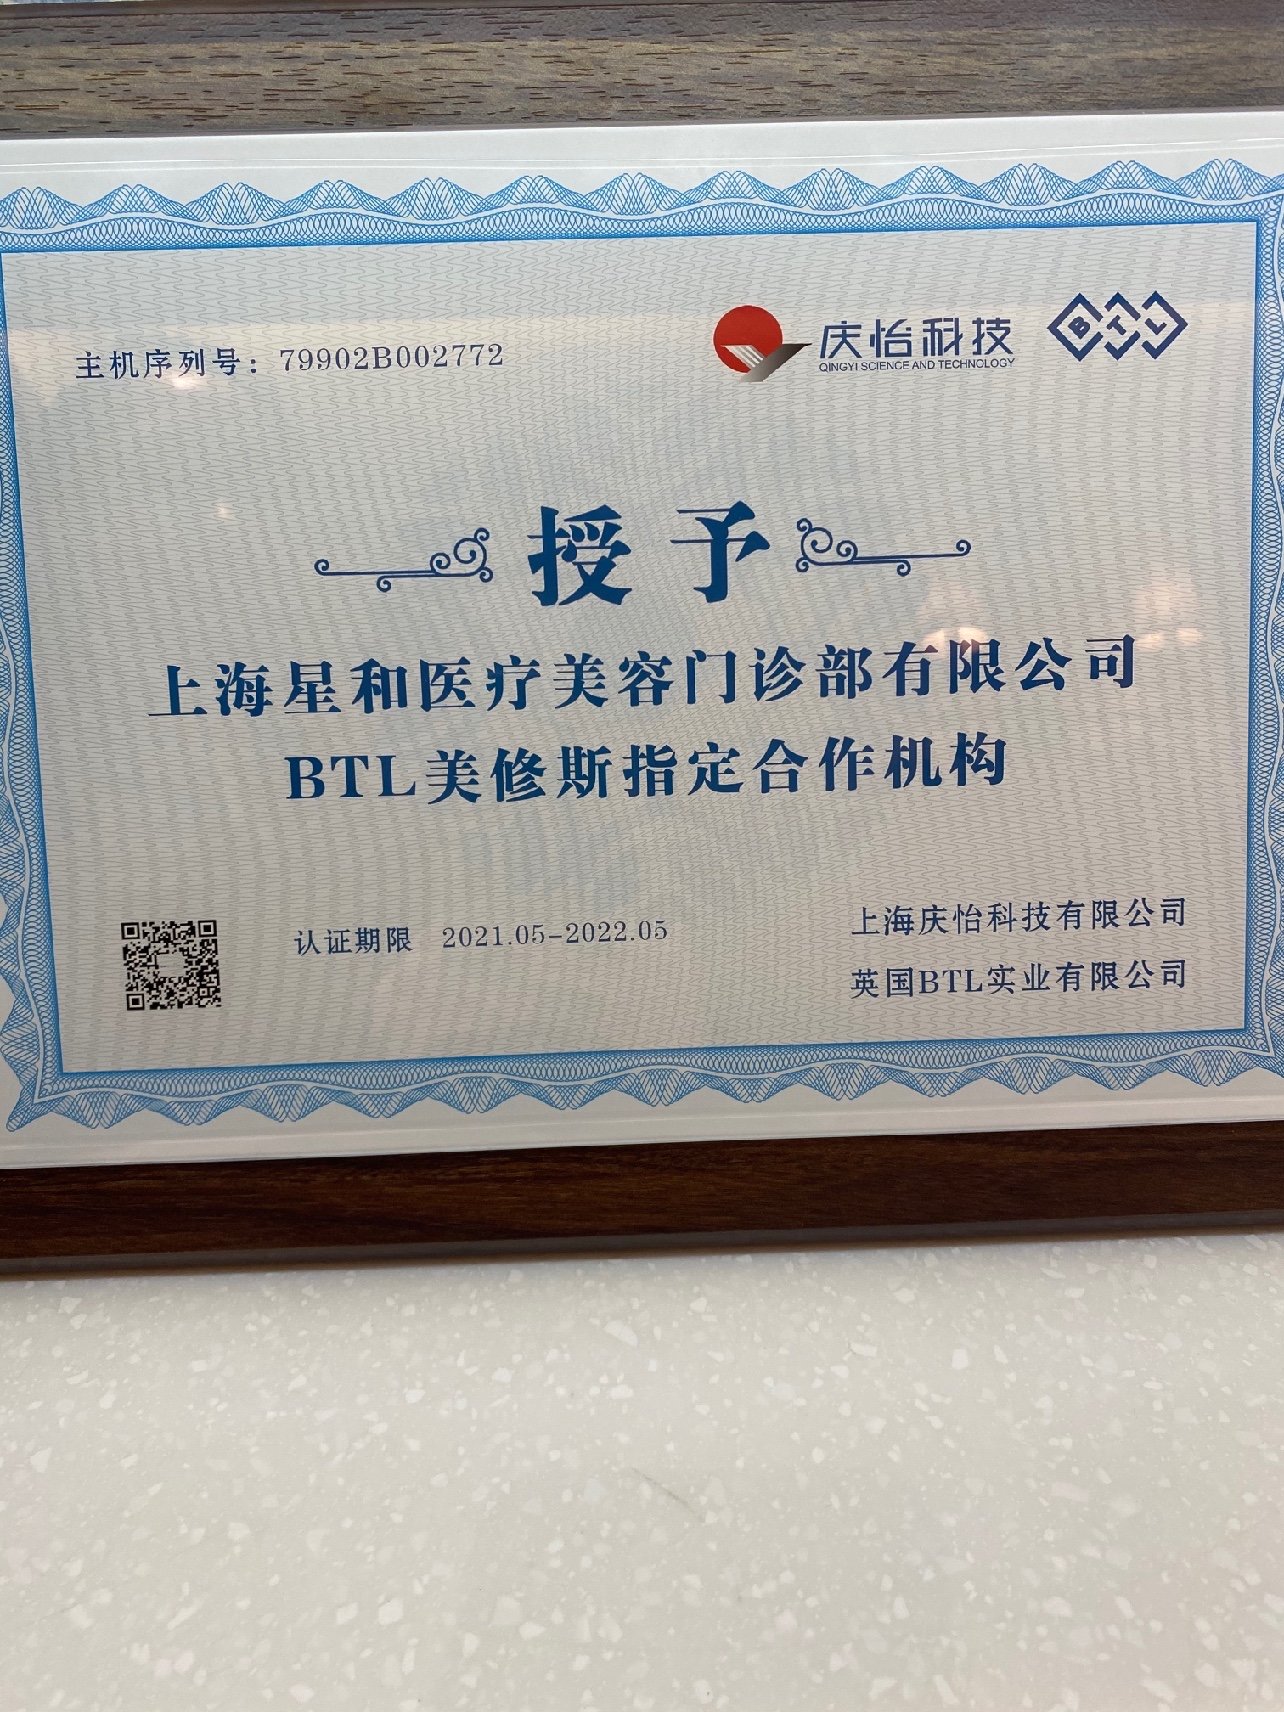 主机序列号：79902B002772
庆怡科技
QINGYI SCIENCE AND TECHNOLOGY
BTL
授予
上海星和医疗美容门诊部有限公司
BTL美修斯指定合作机构
认证期限 2021.05-2022.05
上海庆怡科技有限公司
英国BTL实业有限公司